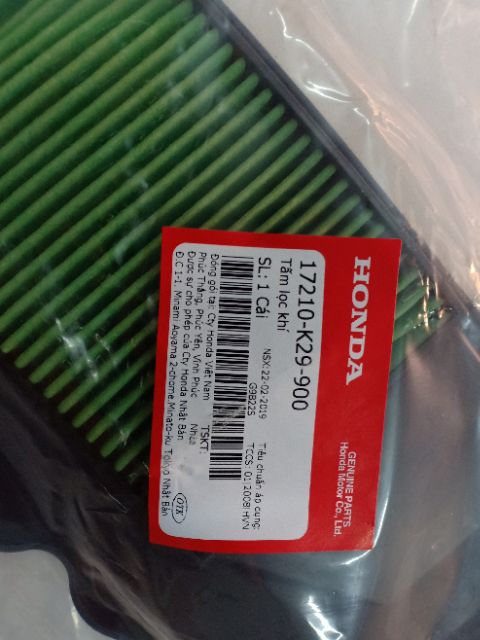 HONDA
GENUINE PARTS
Honda Motor Co., Ltd.
17210-K29-900
Tấm lọc khí
SL: 1 Cái
NSX:22-02-2019
G9B22S
Tiêu chuẩn áp dụng:
TCCS: 01:2008/HVN
TSKT:
Nhựa
Đóng gói tại: Cty Honda Việt Nam
Phúc Thắng, Phúc Yên, Vĩnh Phúc
Được sự cho phép của Cty Honda Nhật Bản
Đ.C 1-1, Minami Aoyama 2-chome,Minato-ku Tokyo Nhật Bản
OTK